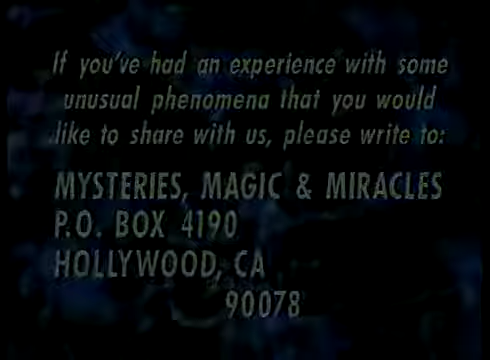 If you've had an experience with some
unusual phenomena that you would
like to share with us, please write to:
MYSTERIES, MAGIC & MIRACLES
P.O. BOX 4190
HOLLYWOOD, CA
90078